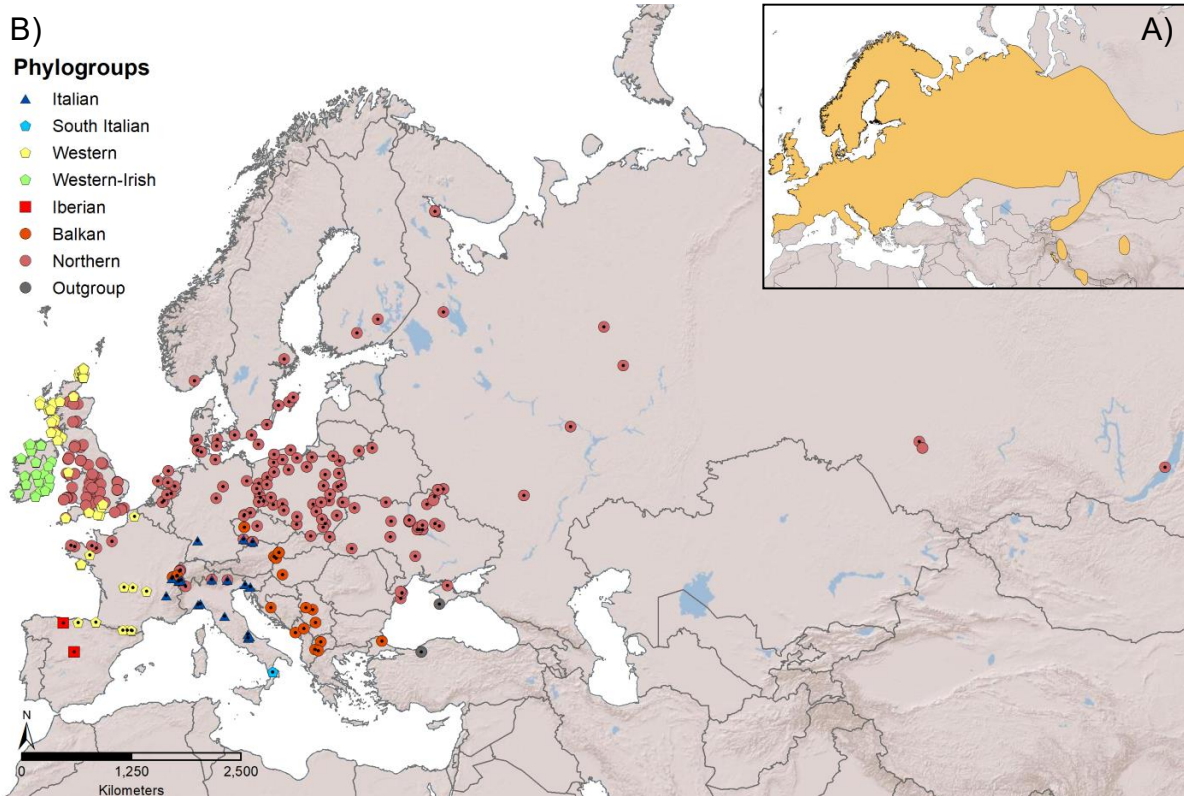 B)
A)
Phylogroups
Italian
South Italian
Western
Western-Irish
Iberian
Balkan
Northern
Outgroup
N
0 1,250 2,500
Kilometers